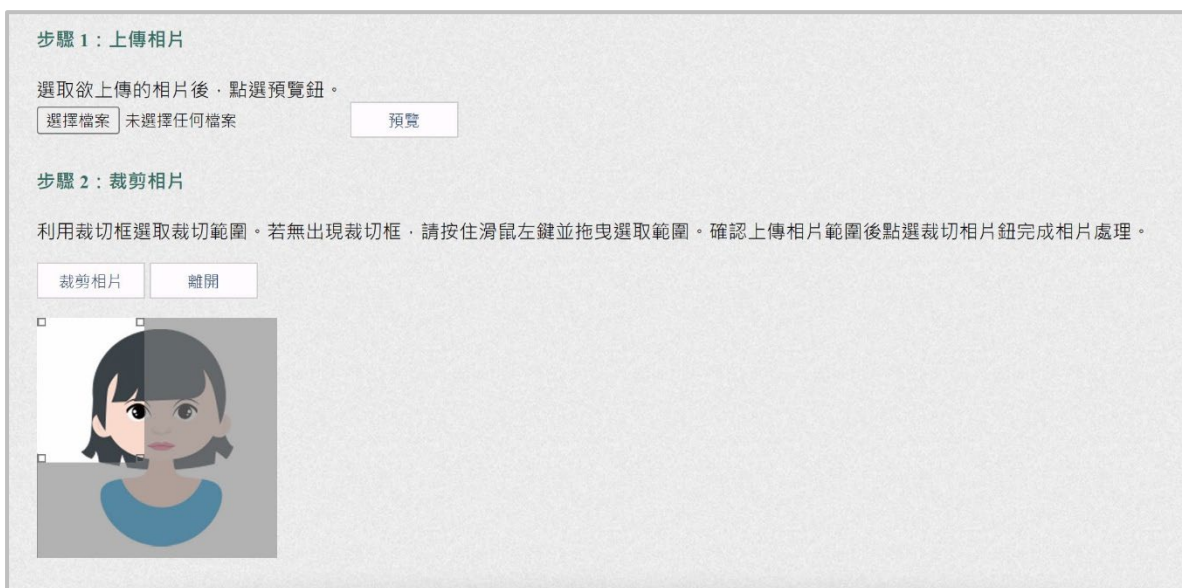 步驟 1：上傳相片
選取欲上傳的相片後，點選預覽鈕。
選擇檔案 未選擇任何檔案 預覽
步驟 2：裁剪相片
利用裁切框選取裁切範圍。若無出現裁切框，請按住滑鼠左鍵並拖曳選取範圍。確認上傳相片範圍後點選裁切相片鈕完成相片處理。
裁剪相片 離開